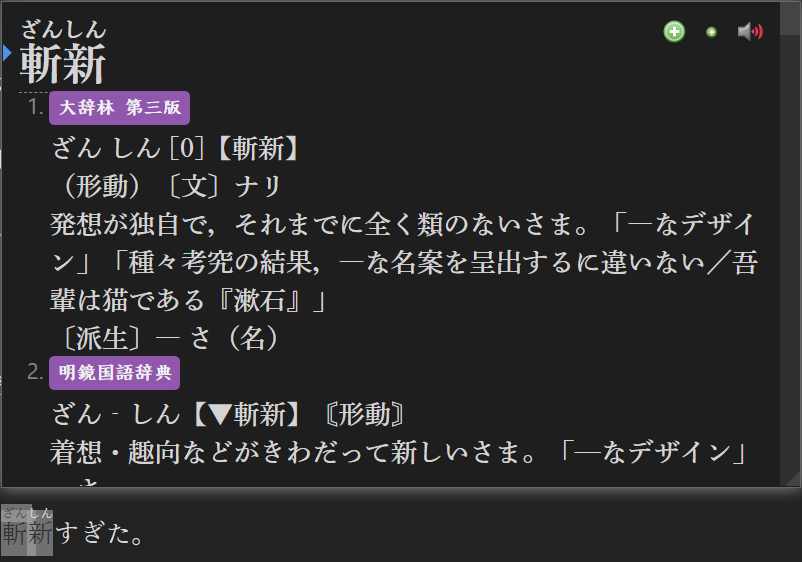 ざんしん
斬新
1. 大辞林 第三版
ざん しん [0]【斬新】
（形動）〔文〕ナリ
発想が独自で，それまでに全く類のないさま。「―なデザイ
ン」「種々考究の結果，―な名案を呈出するに違いない／吾
輩は猫である『漱石』」
〔派生〕― さ（名）
2. 明鏡国語辞典
ざん‐しん【▼斬新】〘形動〙
着想・趣向などがきわだって新しいさま。「―なデザイン」
ざんしん
斬新すぎた。